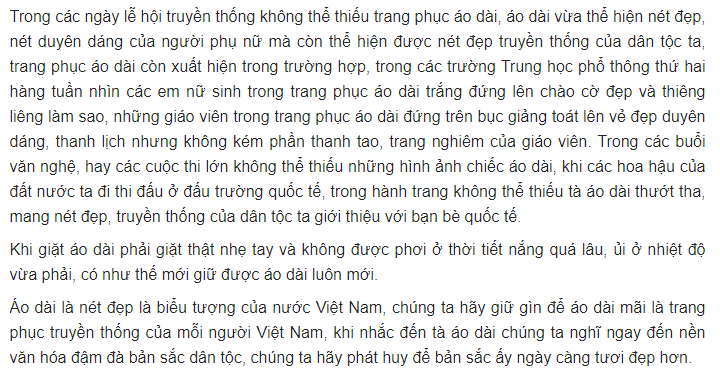 Trong các ngày lễ hội truyền thống không thể thiếu trang phục áo dài, áo dài vừa thể hiện nét đẹp,
nét duyên dáng của người phụ nữ mà còn thể hiện được nét đẹp truyền thống của dân tộc ta,
trang phục áo dài còn xuất hiện trong trường hợp, trong các trường Trung học phổ thông thứ hai
hàng tuần nhìn các em nữ sinh trong trang phục áo dài trắng đứng lên chào cờ đẹp và thiêng
liêng làm sao, những giáo viên trong trang phục áo dài đứng trên bục giảng toát lên vẻ đẹp duyên
dáng, thanh lịch nhưng không kém phần thanh tao, trang nghiêm của giáo viên. Trong các buổi
văn nghệ, hay các cuộc thi lớn không thể thiếu những hình ảnh chiếc áo dài, khi các hoa hậu của
đất nước ta đi thi đấu ở đấu trường quốc tế, trong hành trang không thể thiếu tà áo dài thướt tha,
mang nét đẹp, truyền thống của dân tộc ta giới thiệu với bạn bè quốc tế.
Khi giặt áo dài phải giặt thật nhẹ tay và không được phơi ở thời tiết nắng quá lâu, ủi ở nhiệt độ
vừa phải, có như thế mới giữ được áo dài luôn mới.
Áo dài là nét đẹp là biểu tượng của nước Việt Nam, chúng ta hãy giữ gìn để áo dài mãi là trang
phục truyền thống của mỗi người Việt Nam, khi nhắc đến tà áo dài chúng ta nghĩ ngay đến nền
văn hóa đậm đà bản sắc dân tộc, chúng ta hãy phát huy để bản sắc ấy ngày càng tươi đẹp hơn.